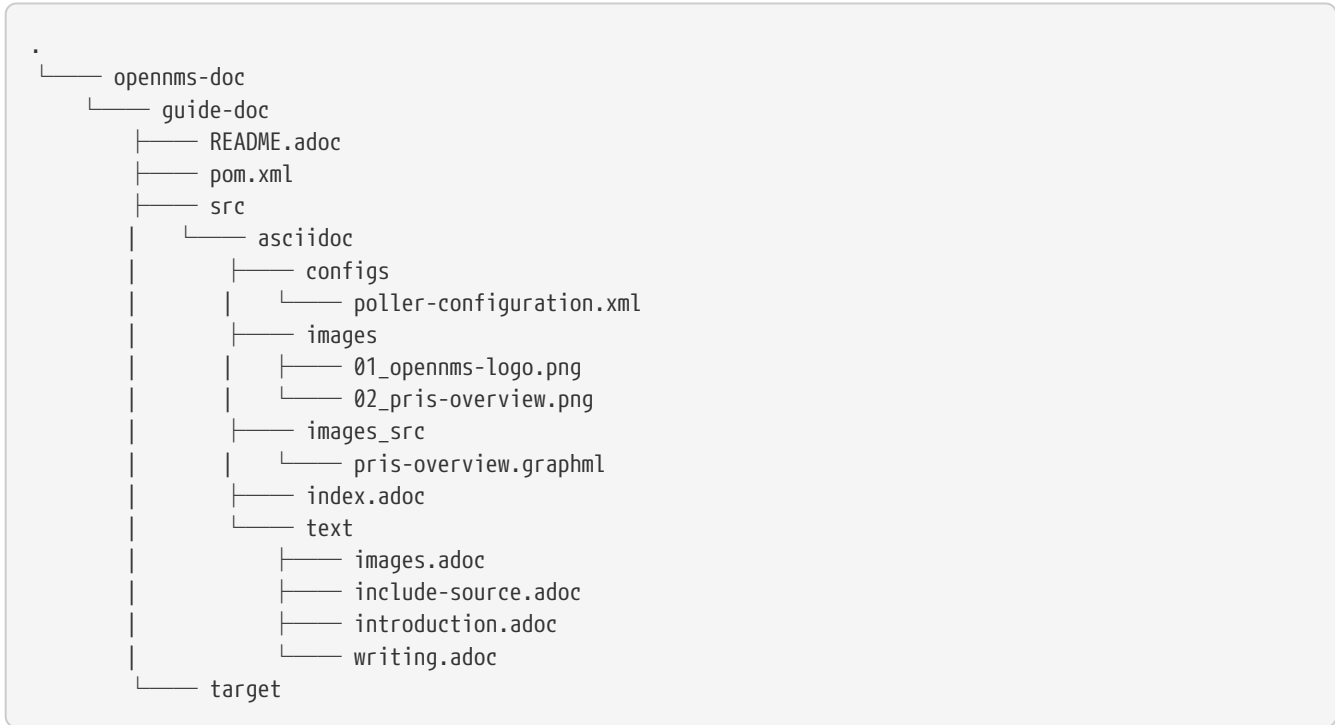 .
└── opennms-doc
    └── guide-doc
        ├── README.adoc
        ├── pom.xml
        ├── src
        |   └── asciidoc
        |       ├── configs
        |       |   └── poller-configuration.xml
        |       ├── images
        |       |   ├── 01_opennms-logo.png
        |       |   └── 02_pris-overview.png
        |       ├── images_src
        |       |   └── pris-overview.graphml
        |       ├── index.adoc
        |       └── text
        |           ├── images.adoc
        |           ├── include-source.adoc
        |           ├── introduction.adoc
        |           └── writing.adoc
        └── target